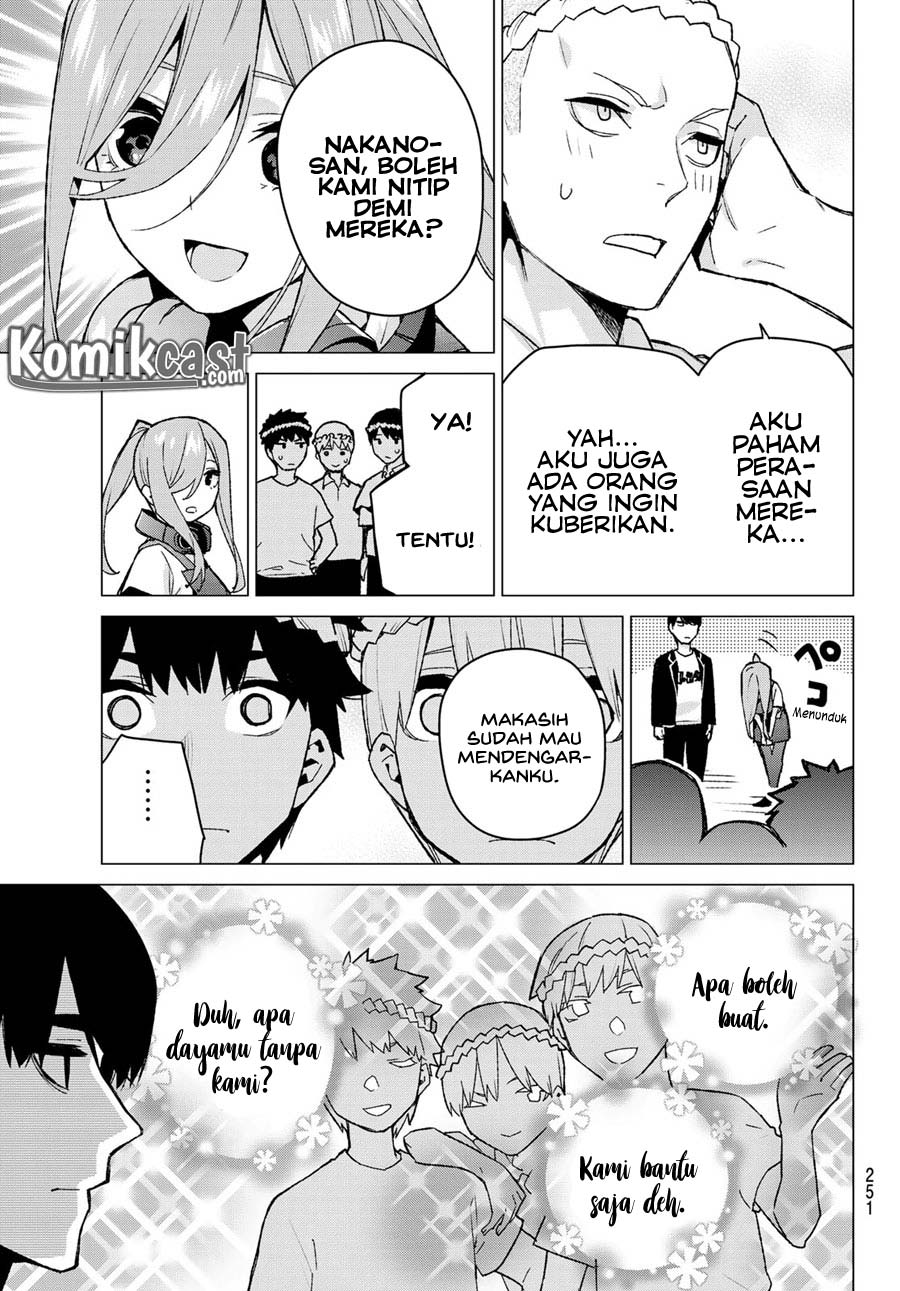 AKU
PAHAM
PERA-
SAAN
MERE-
KA...
YAH...
AKU JUGA
ADA ORANG
YANG INGIN
KUBERIKAN.
NAKANO-
SAN, BOLEH
KAMI NITIP
DEMI
MEREKA?
Komikcast
.com
YA!
TENTU!
ペコ
Menunduk
MAKASIH
SUDAH MAU
MENDENGAR-
KANKU.
......
Apa boleh
buat.
Kami bantu
saja deh.
Duh, apa
dayamu tanpa
kami?
251